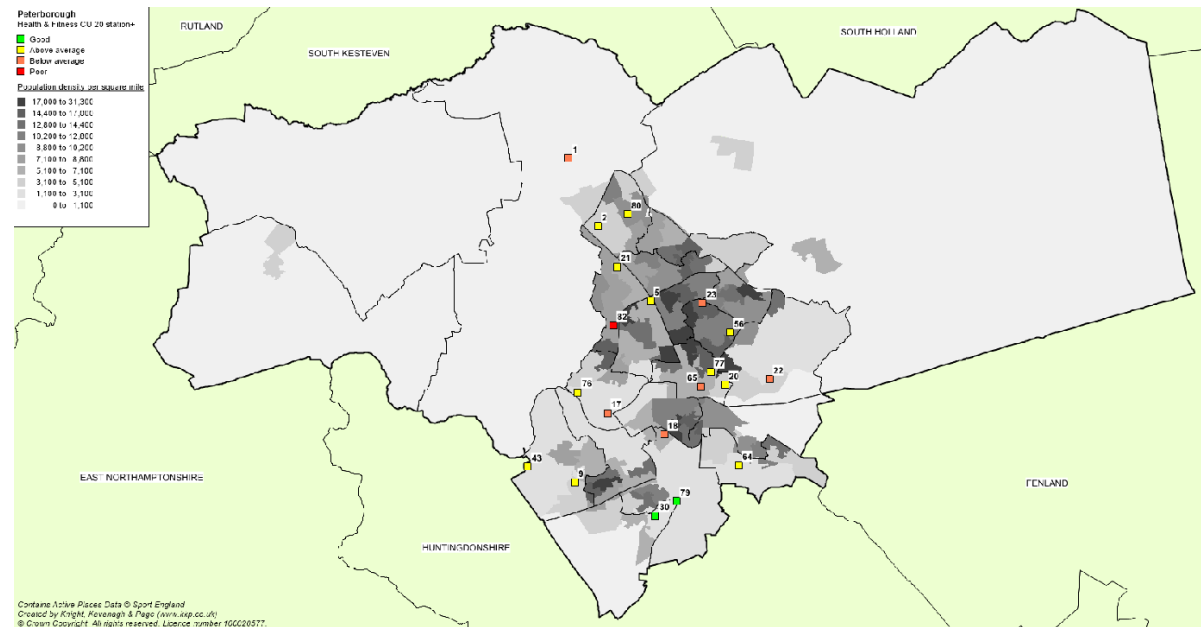 Peterborough
Health & Fitness CU 20 station+
Good
Above average
Below average
Poor
Population density per square mile
17,000 to 31,300
14,400 to 17,000
12,800 to 14,400
10,200 to 12,800
8,800 to 10,200
7,100 to 8,800
5,100 to 7,100
3,100 to 5,100
1,100 to 3,100
0 to 1,100
RUTLAND
SOUTH KESTEVEN
SOUTH HOLLAND
1
80
2
21
5
23
82
56
77
65
20
22
76
17
18
43
9
64
79
30
EAST NORTHAMPTONSHIRE
FENLAND
HUNTINGDONSHIRE
Contains Active Places Data © Sport England
Created by Knight, Kavanagh & Page (www.kkp.co.uk)
© Crown Copyright. All rights reserved. Licence number 100020577.